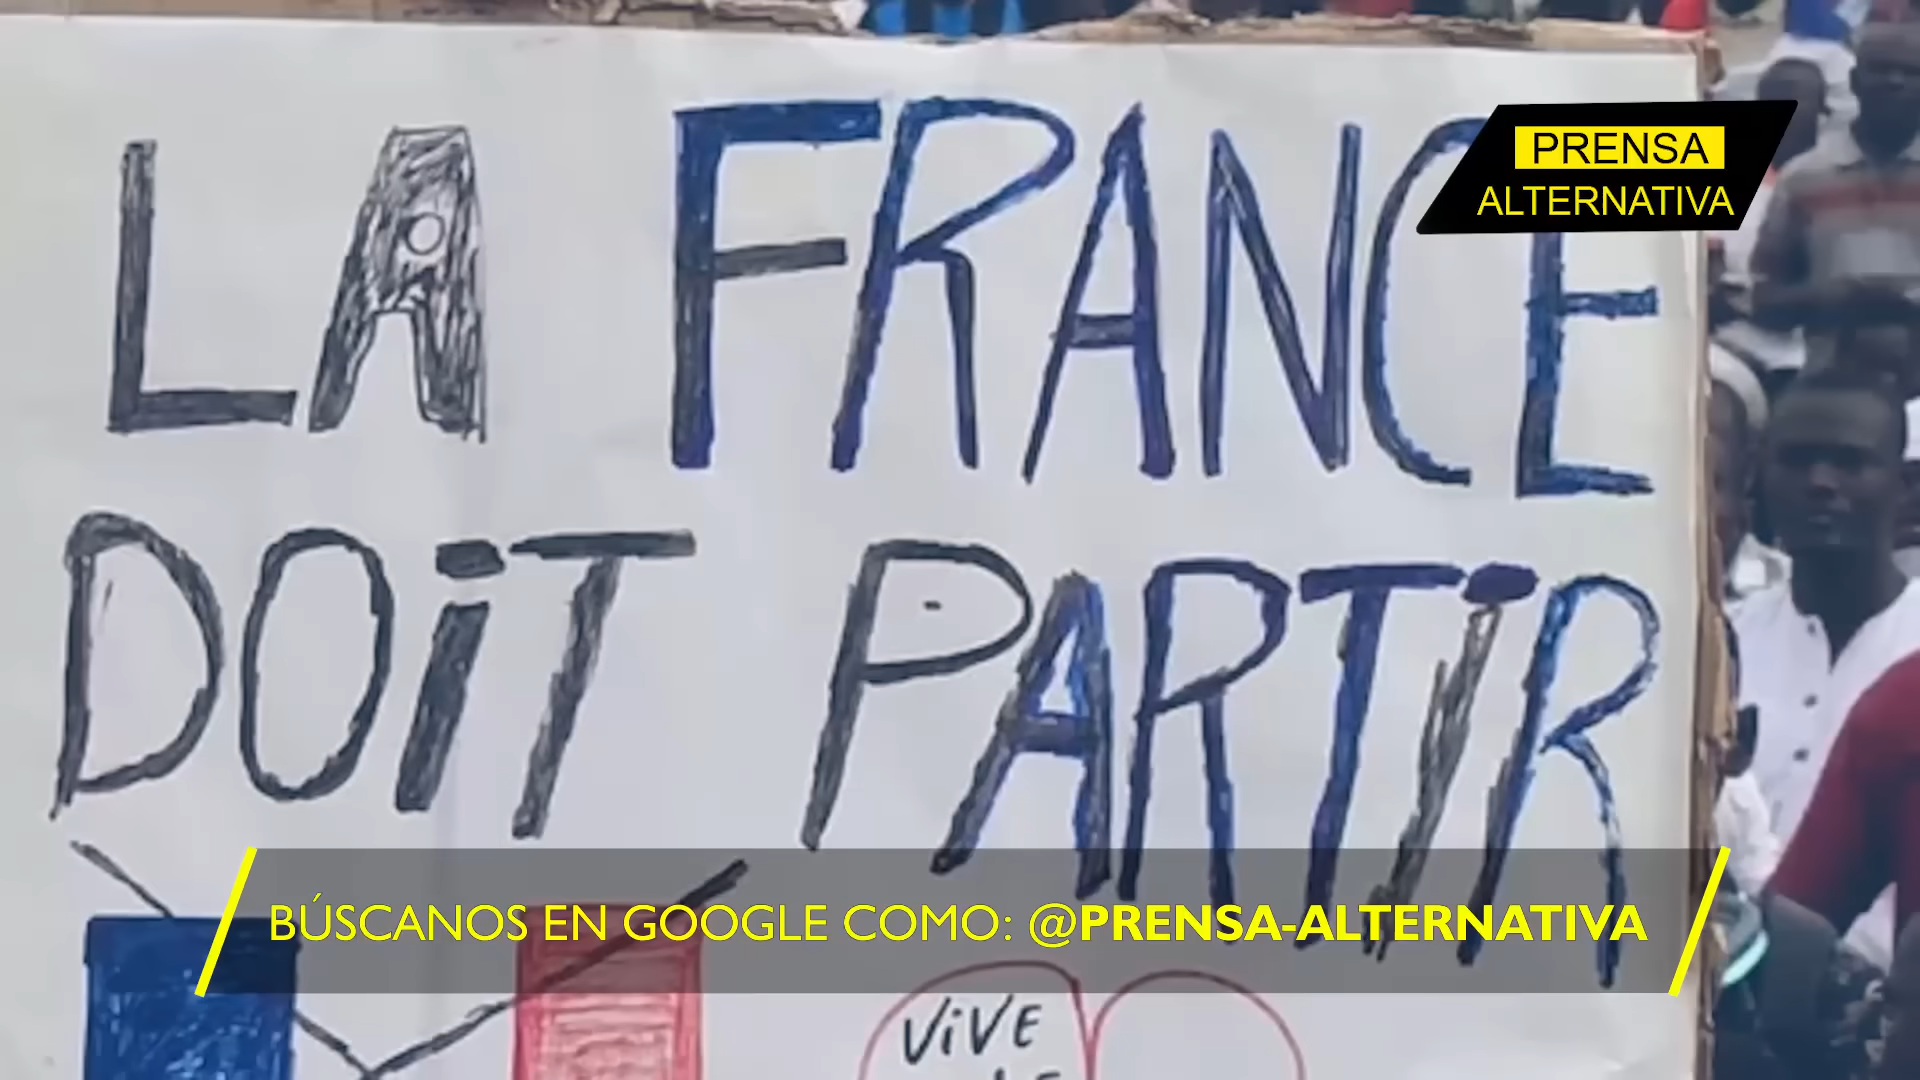 LA FRANCE
DOIT PARTIR
PRENSA
ALTERNATIVA
BÚSCANOS EN GOOGLE COMO: @PRENSA-ALTERNATIVA
ViVE